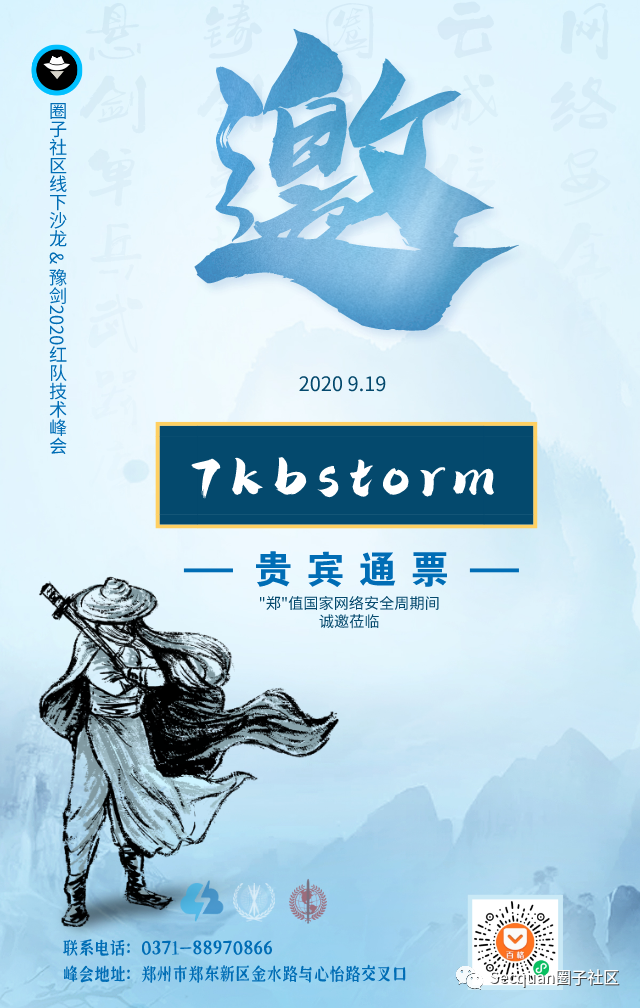 圈子社区线下沙龙 & 豫剑2020红队技术峰会
邀
2020 9.19
7kbstorm
贵宾通票
"郑"值国家网络安全周期间
诚邀莅临
联系电话：0371-88970866
峰会地址：郑州市郑东新区金水路与心怡路交叉口
百格
Secquan圈子社区